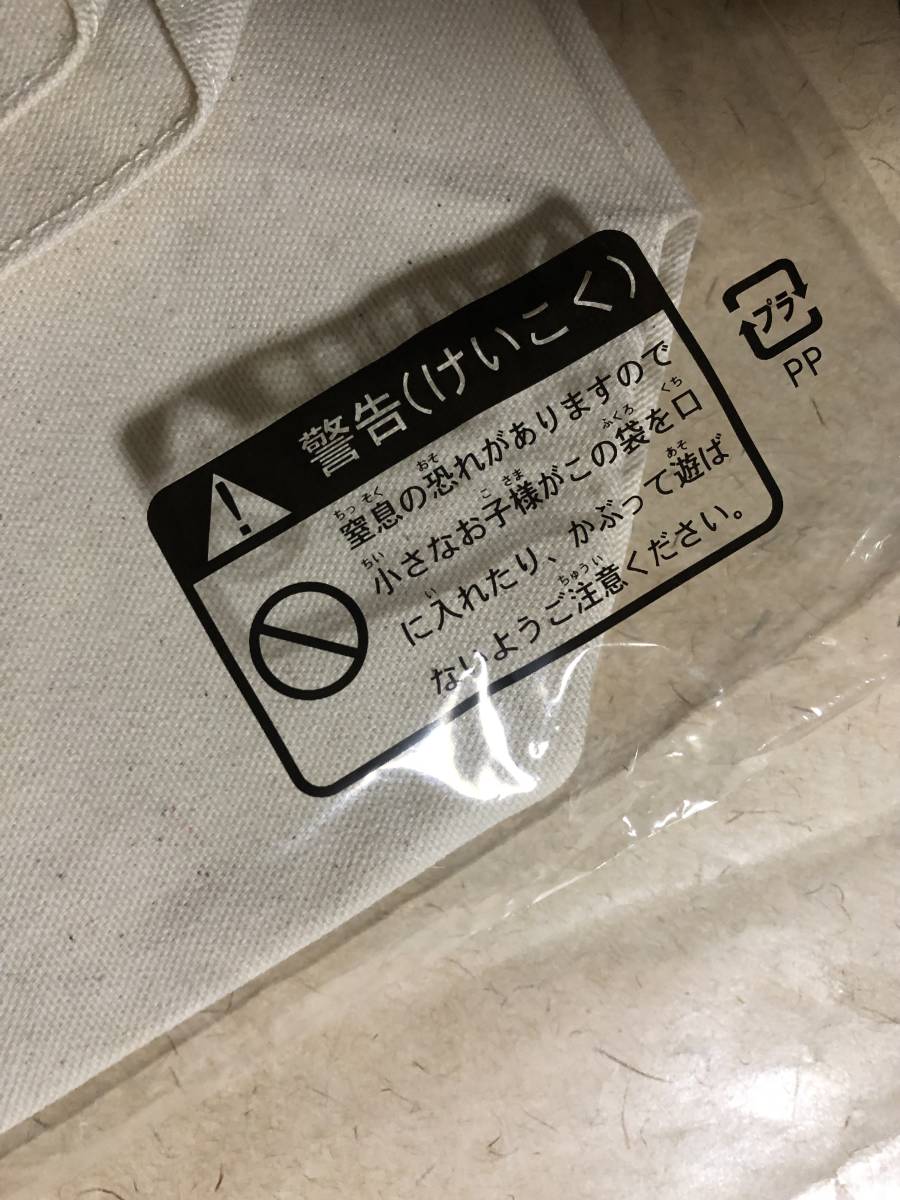 警告(けいこく)
窒息の恐れがありますので
小さなお子様がこの袋を口
に入れたり、かぶって遊ば
ないようご注意ください。
プラ
PP